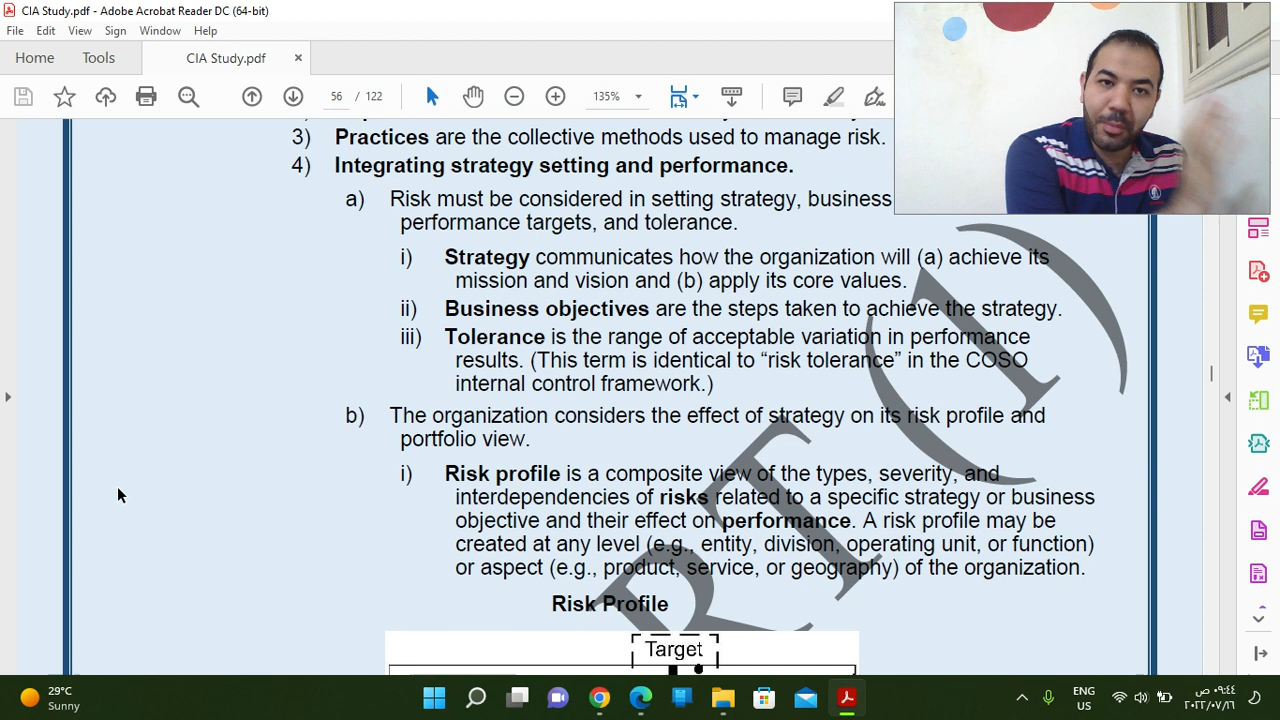 CIA Study.pdf - Adobe Acrobat Reader DC (64-bit)
File Edit View Sign Window Help
Home Tools CIA Study.pdf ×
56 / 122 135%
3) Practices are the collective methods used to manage risk.
4) Integrating strategy setting and performance.
a) Risk must be considered in setting strategy, business
performance targets, and tolerance.
i) Strategy communicates how the organization will (a) achieve its
mission and vision and (b) apply its core values.
ii) Business objectives are the steps taken to achieve the strategy.
iii) Tolerance is the range of acceptable variation in performance
results. (This term is identical to “risk tolerance” in the COSO
internal control framework.)
b) The organization considers the effect of strategy on its risk profile and
portfolio view.
i) Risk profile is a composite view of the types, severity, and
interdependencies of risks related to a specific strategy or business
objective and their effect on performance. A risk profile may be
created at any level (e.g., entity, division, operating unit, or function)
or aspect (e.g., product, service, or geography) of the organization.
Risk Profile
Target
RT (I)
29°C
Sunny
ENG
US
٠٩:٤٤ ص
٢٠٢٢/٠٧/١٦